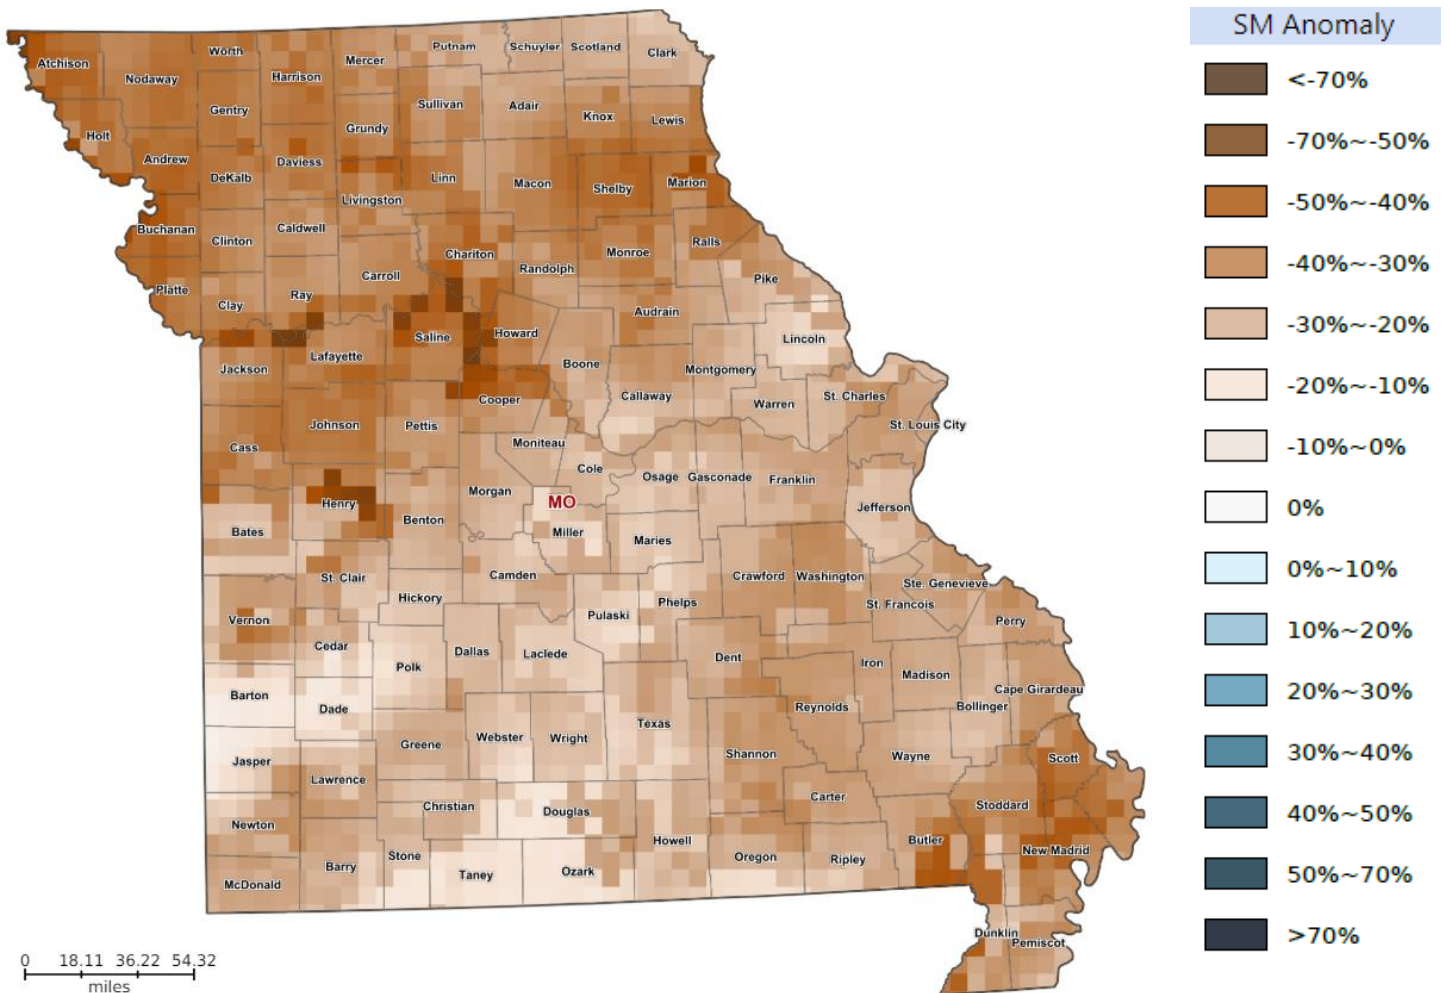 SM Anomaly
<-70%
-70%~-50%
-50%~-40%
-40%~-30%
-30%~-20%
-20%~-10%
-10%~0%
0%
0%~10%
10%~20%
20%~30%
30%~40%
40%~50%
50%~70%
>70%
Atchison
Nodaway
Worth
Harrison
Mercer
Putnam
Schuyler
Scotland
Clark
Holt
Gentry
Grundy
Sullivan
Adair
Knox
Lewis
Andrew
DeKalb
Daviess
Livingston
Linn
Macon
Shelby
Marion
Buchanan
Clinton
Caldwell
Carroll
Chariton
Randolph
Monroe
Ralls
Platte
Clay
Ray
Pike
Audrain
Lincoln
Jackson
Lafayette
Saline
Howard
Boone
Callaway
Montgomery
Warren
St. Charles
St. Louis City
Cass
Johnson
Pettis
Cooper
Moniteau
Cole
Osage
Gasconade
Franklin
Jefferson
Bates
Henry
Benton
Morgan
MO
Miller
Maries
St. Clair
Hickory
Camden
Pulaski
Phelps
Crawford
Washington
Ste. Genevieve
St. Francois
Perry
Vernon
Cedar
Polk
Dallas
Laclede
Dent
Iron
Madison
Cape Girardeau
Bollinger
Barton
Dade
Greene
Webster
Wright
Texas
Reynolds
Shannon
Wayne
Scott
Jasper
Lawrence
Christian
Douglas
Howell
Carter
Stoddard
Newton
Barry
Stone
Taney
Ozark
Oregon
Ripley
Butler
New Madrid
McDonald
Dunklin
Pemiscot
0 18.11 36.22 54.32
miles